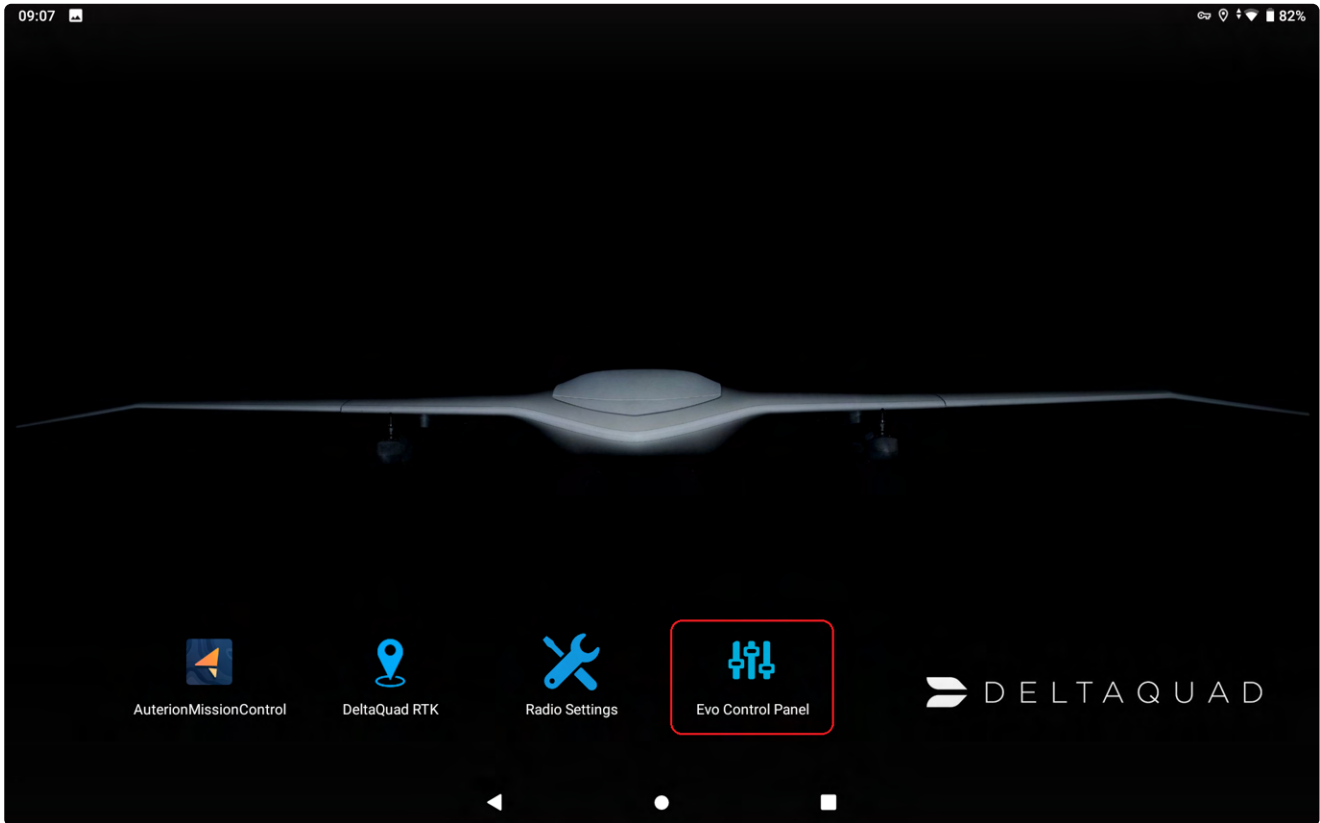 09:07
82%
AuterionMissionControl
DeltaQuad RTK
Radio Settings
Evo Control Panel
DELTAQUAD